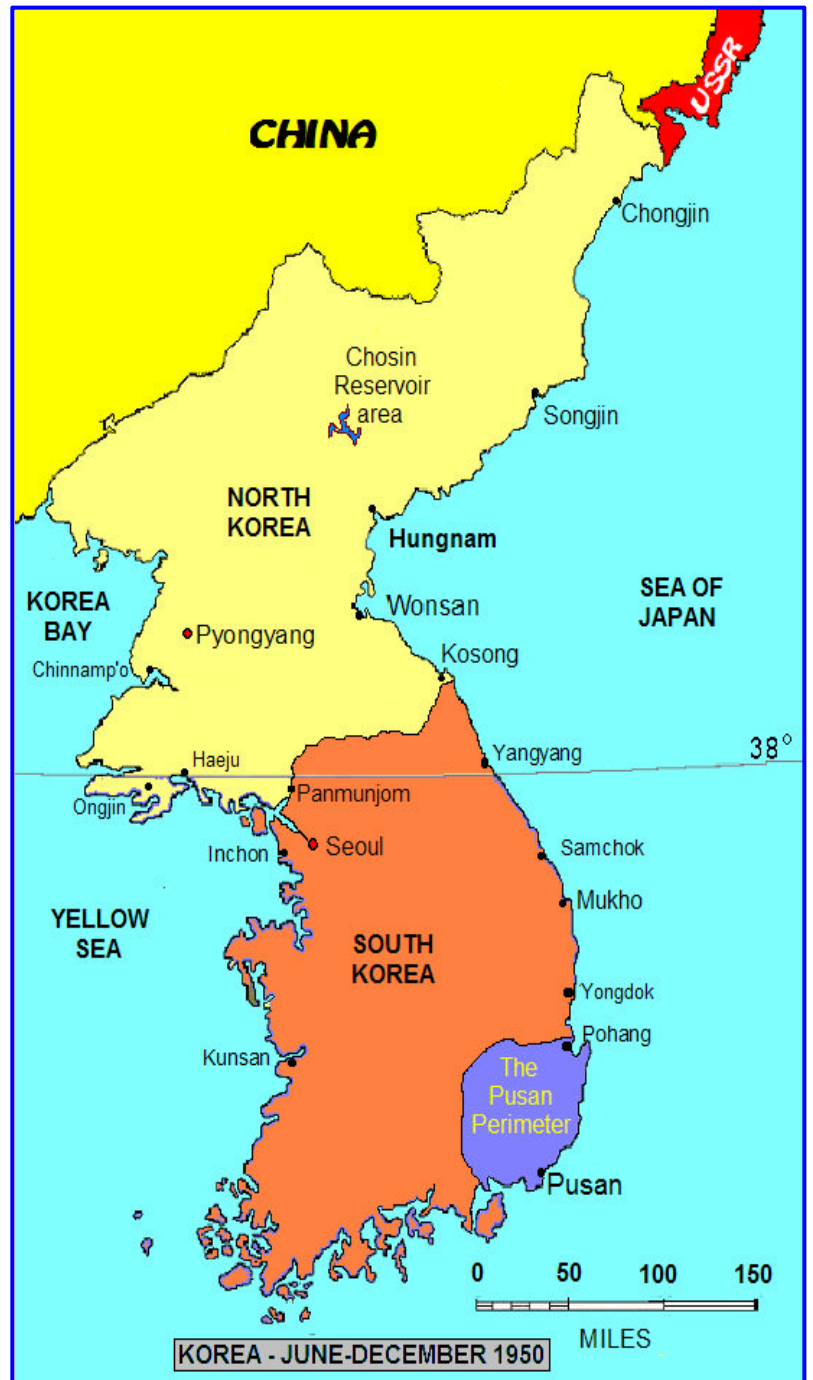 USSR
CHINA
Chongjin
Chosin
Reservoir
area
Songjin
NORTH
KOREA
Hungnam
SEA OF
JAPAN
KOREA
BAY
Wonsan
Pyongyang
Chinnamp'o
Kosong
38°
Yangyang
Haeju
Ongjin
Panmunjom
Inchon
Seoul
Samchok
Mukho
YELLOW
SEA
SOUTH
KOREA
Yongdok
Pohang
Kunsan
The
Pusan
Perimeter
Pusan
0 50 100 150
MILES
KOREA - JUNE-DECEMBER 1950